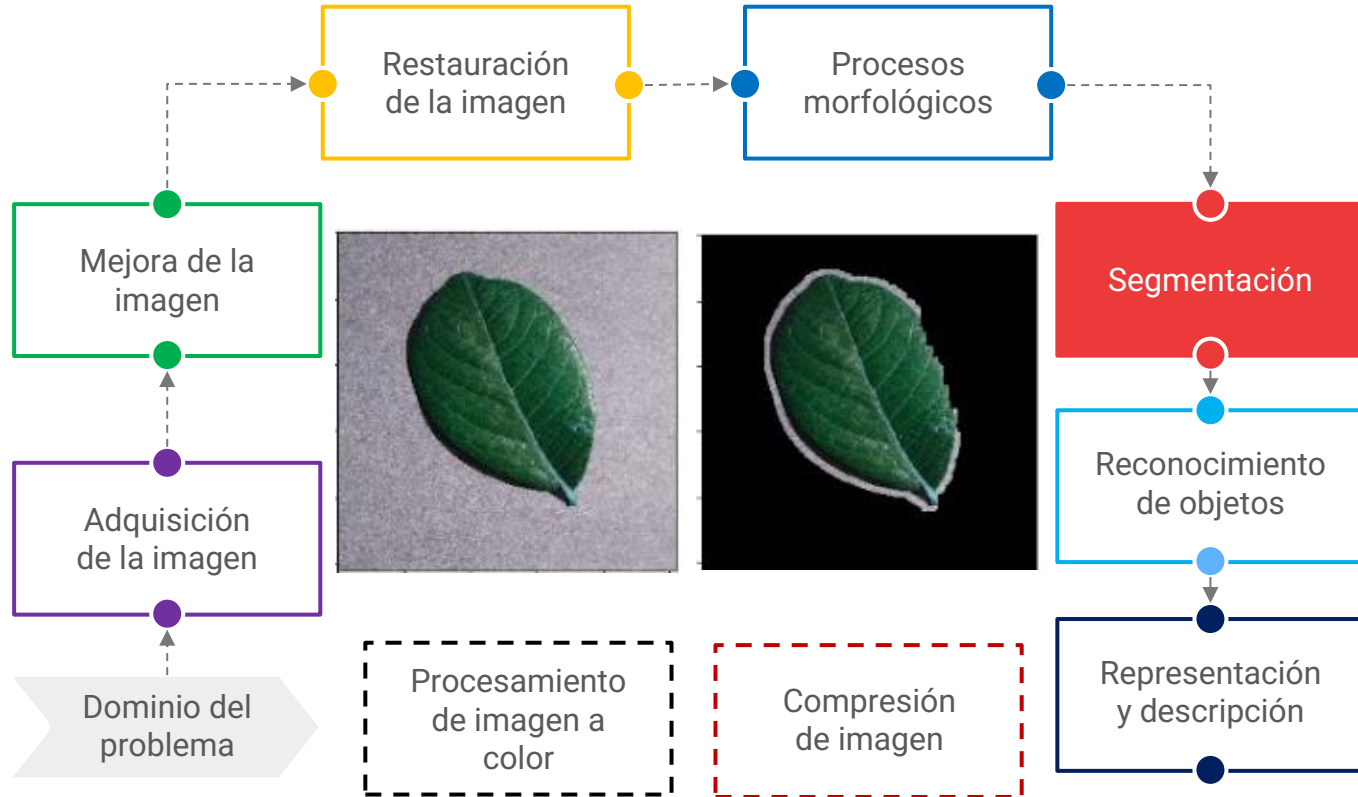 Restauración
de la imagen
Procesos
morfológicos
Mejora de la
imagen
Segmentación
Adquisición
de la imagen
Reconocimiento
de objetos
Dominio del
problema
Procesamiento
de imagen a
color
Compresión
de imagen
Representación
y descripción